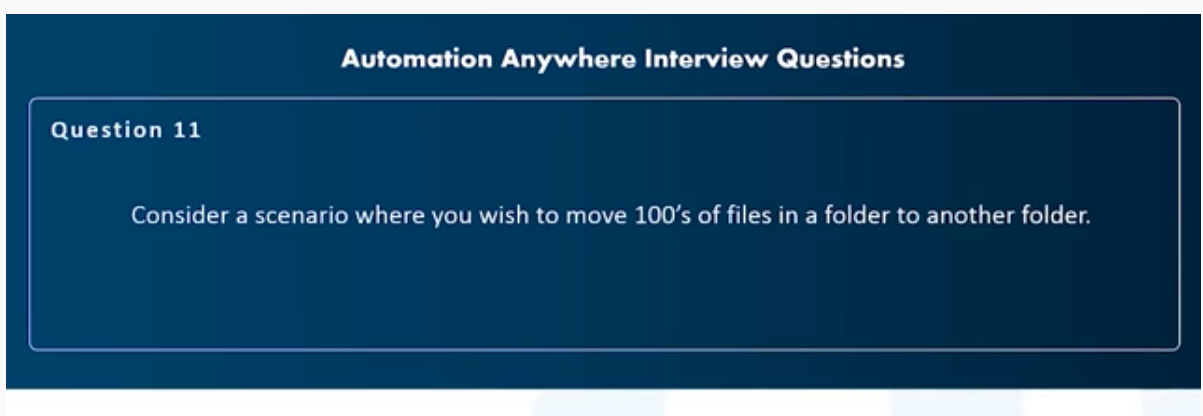 Automation Anywhere Interview Questions
Question 11
Consider a scenario where you wish to move 100’s of files in a folder to another folder.